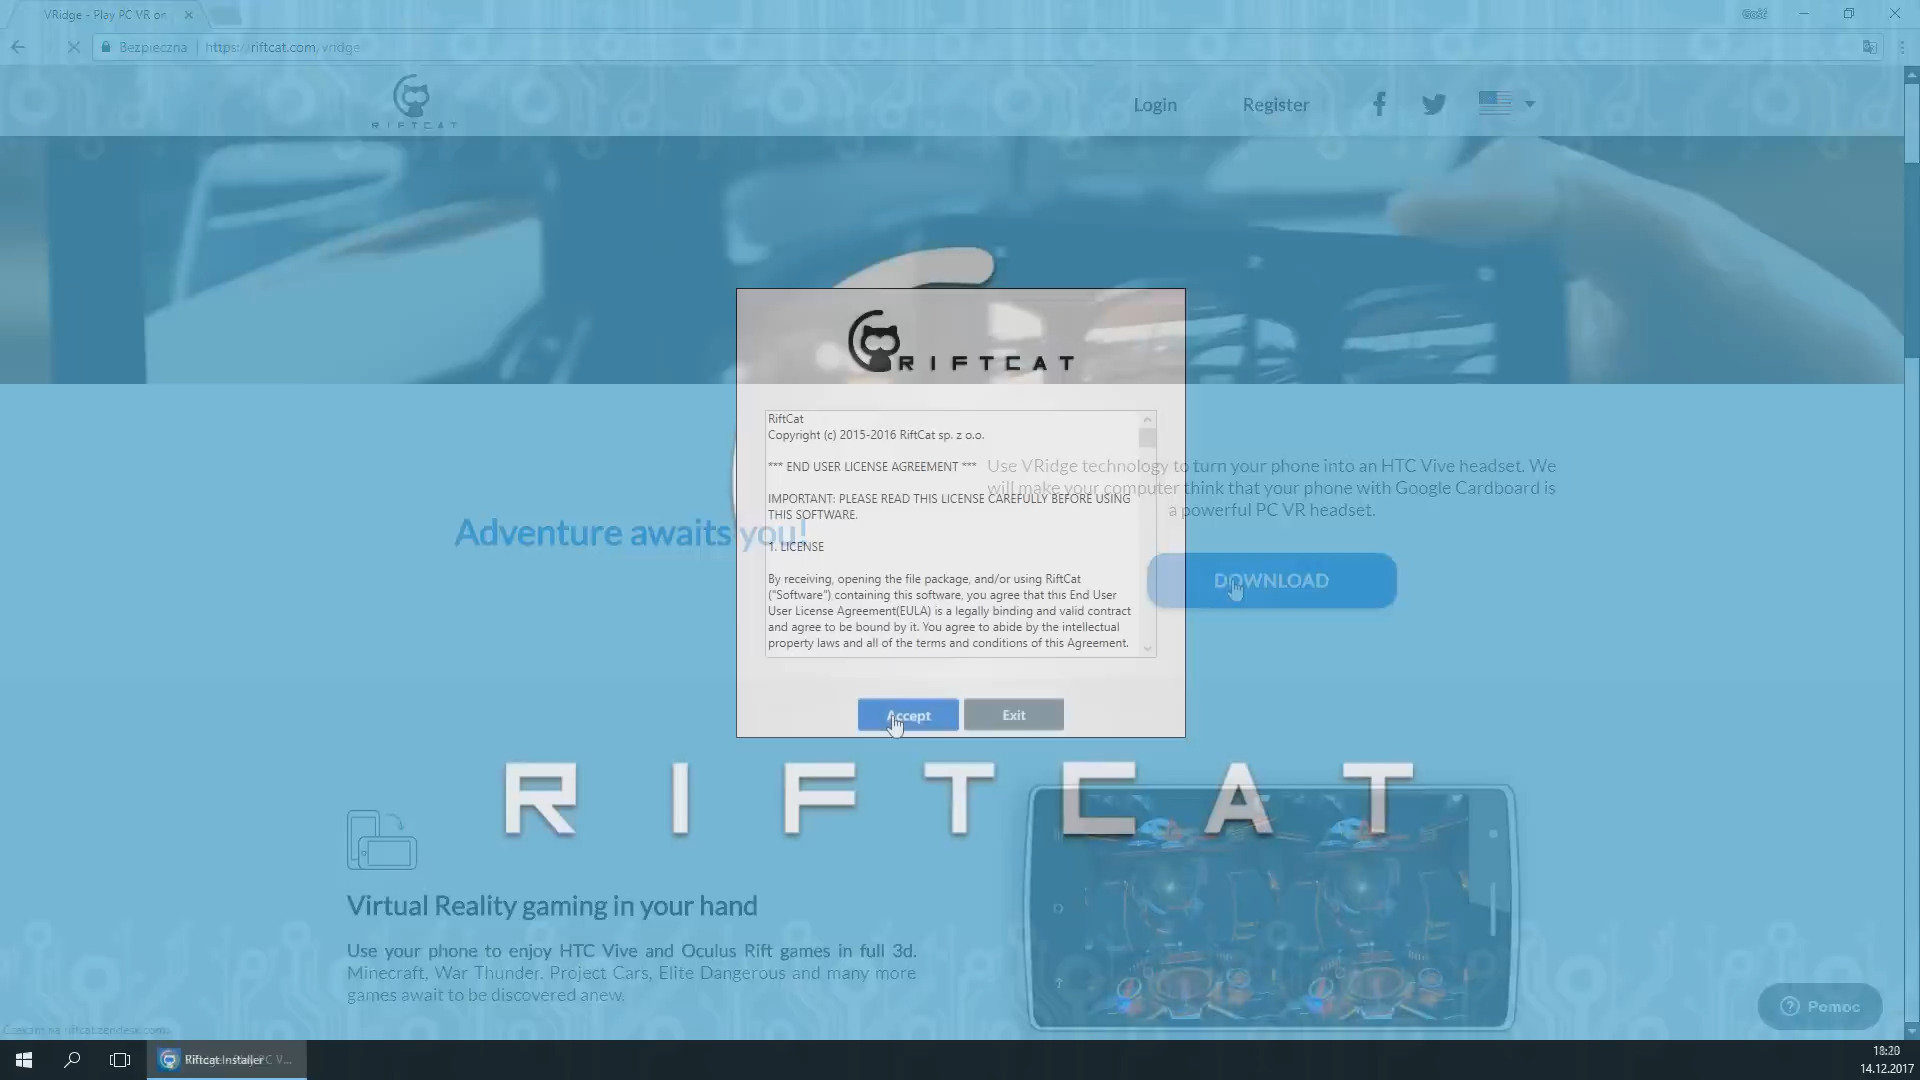 VRidge - Play PC VR on
Gość
Bezpieczna
https://riftcat.com/vridge
RIFTCAT
Login
Register
RIFTCAT
RiftCat
Copyright (c) 2015-2016 RiftCat sp. z o.o.
*** END USER LICENSE AGREEMENT ***
IMPORTANT: PLEASE READ THIS LICENSE CAREFULLY BEFORE USING
THIS SOFTWARE.
1. LICENSE
By receiving, opening the file package, and/or using RiftCat
("Software") containing this software, you agree that this End User
User License Agreement(EULA) is a legally binding and valid contract
and agree to be bound by it. You agree to abide by the intellectual
property laws and all of the terms and conditions of this Agreement.
Accept
Exit
Adventure awaits you!
Use VRidge technology to turn your phone into an HTC Vive headset. We
will make your computer think that your phone with Google Cardboard is
a powerful PC VR headset.
DOWNLOAD
RIFTCAT
Virtual Reality gaming in your hand
Use your phone to enjoy HTC Vive and Oculus Rift games in full 3d.
Minecraft, War Thunder, Project Cars, Elite Dangerous and many more
games await to be discovered anew.
Pomoc
Riftcat Installer
14.12.2017